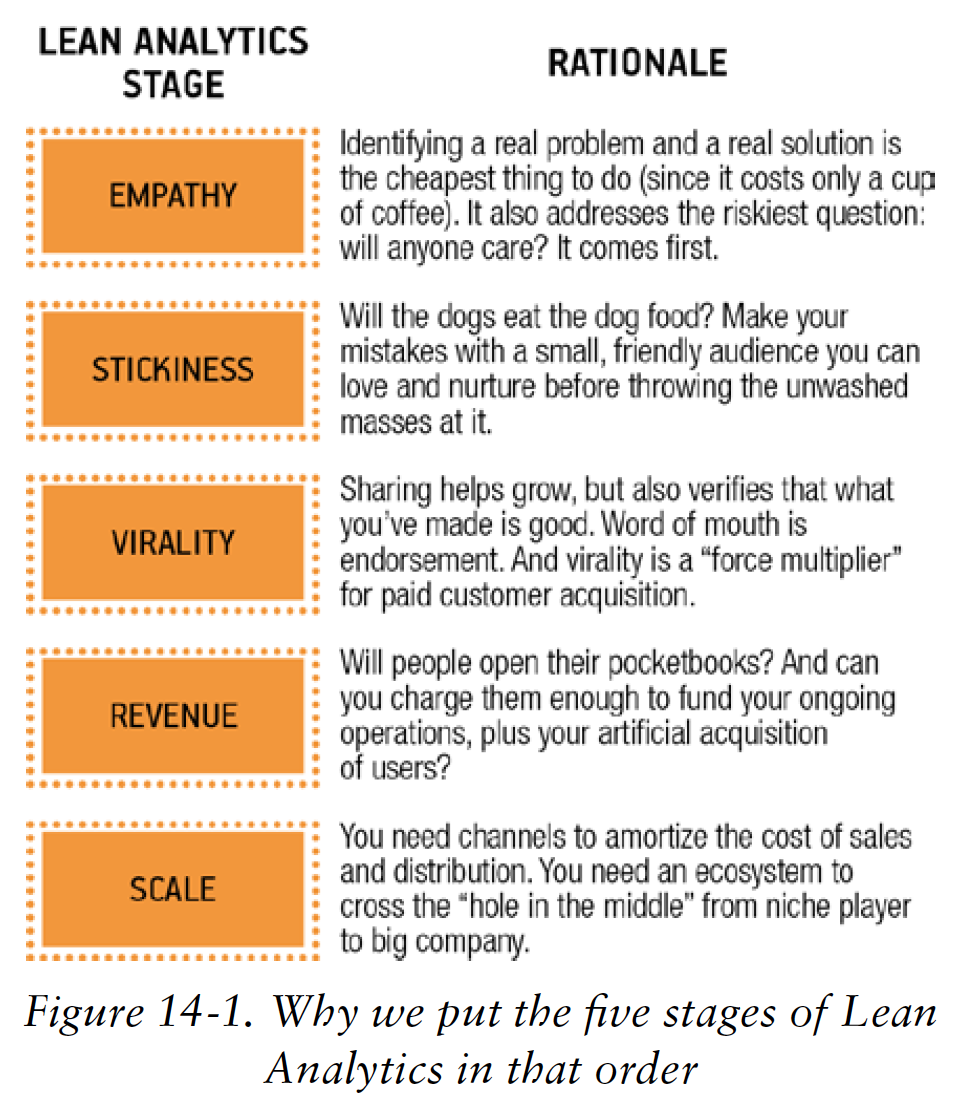 LEAN ANALYTICS
STAGE
RATIONALE
EMPATHY
Identifying a real problem and a real solution is
the cheapest thing to do (since it costs only a cup
of coffee). It also addresses the riskiest question:
will anyone care? It comes first.
STICKINESS
Will the dogs eat the dog food? Make your
mistakes with a small, friendly audience you can
love and nurture before throwing the unwashed
masses at it.
VIRALITY
Sharing helps grow, but also verifies that what
you’ve made is good. Word of mouth is
endorsement. And virality is a “force multiplier”
for paid customer acquisition.
REVENUE
Will people open their pocketbooks? And can
you charge them enough to fund your ongoing
operations, plus your artificial acquisition
of users?
SCALE
You need channels to amortize the cost of sales
and distribution. You need an ecosystem to
cross the “hole in the middle” from niche player
to big company.
Figure 14-1. Why we put the five stages of Lean
Analytics in that order